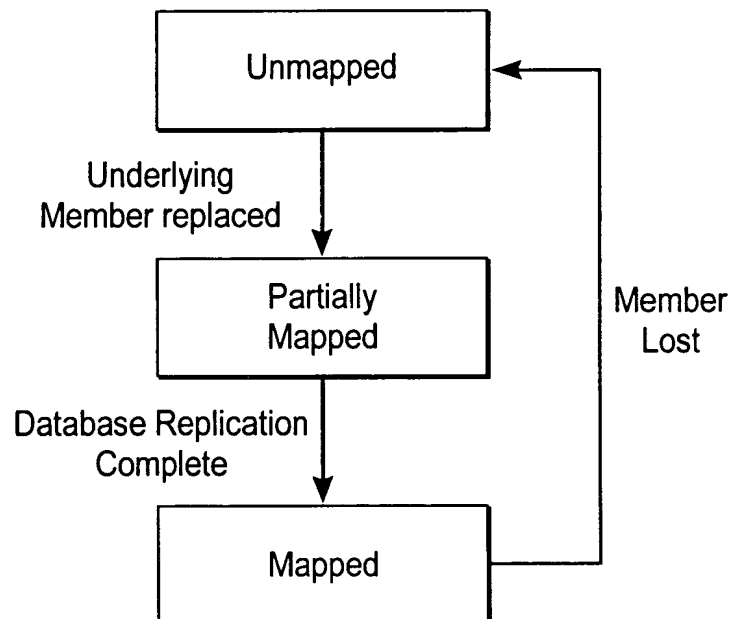 Unmapped
Underlying
Member replaced
Partially
Mapped
Member
Lost
Database Replication
Complete
Mapped